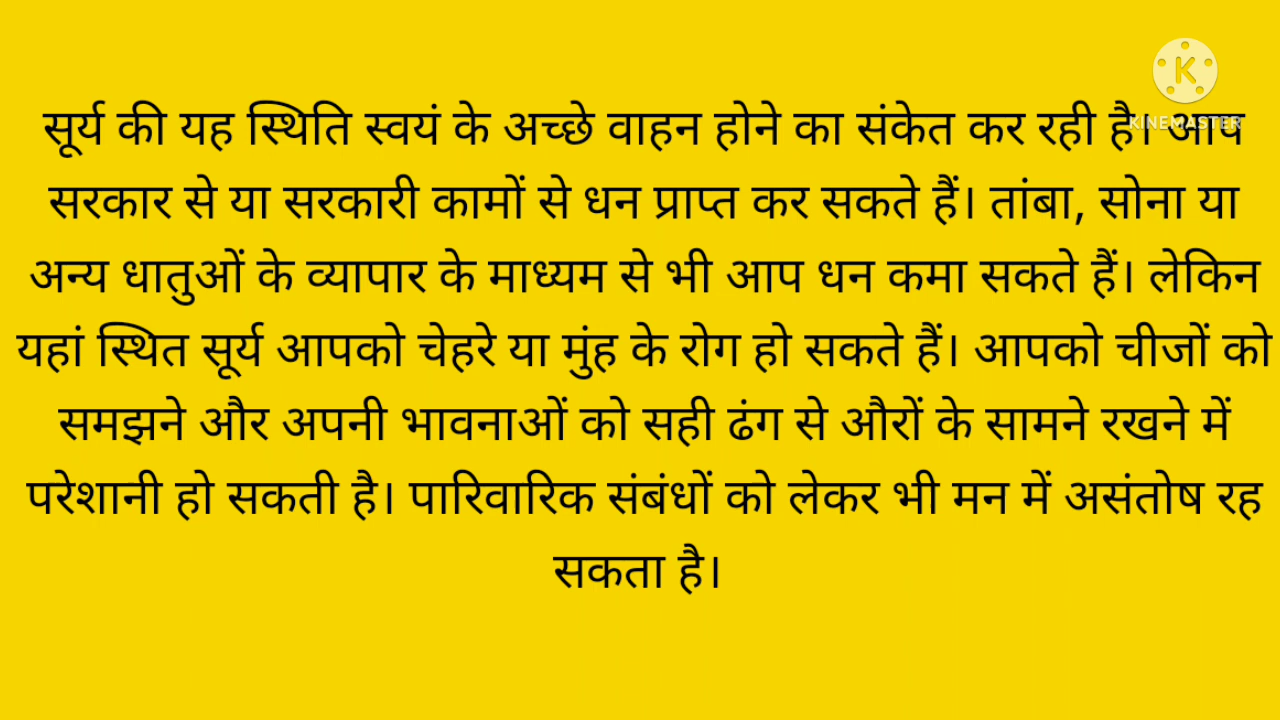 सूर्य की यह स्थिति स्वयं के अच्छे वाहन होने का संकेत कर रही है। आप
सरकार से या सरकारी कामों से धन प्राप्त कर सकते हैं। तांबा, सोना या
अन्य धातुओं के व्यापार के माध्यम से भी आप धन कमा सकते हैं। लेकिन
यहां स्थित सूर्य आपको चेहरे या मुंह के रोग हो सकते हैं। आपको चीजों को
समझने और अपनी भावनाओं को सही ढंग से औरों के सामने रखने में
परेशानी हो सकती है। पारिवारिक संबंधों को लेकर भी मन में असंतोष रह
सकता है।
K
KINEMASTER